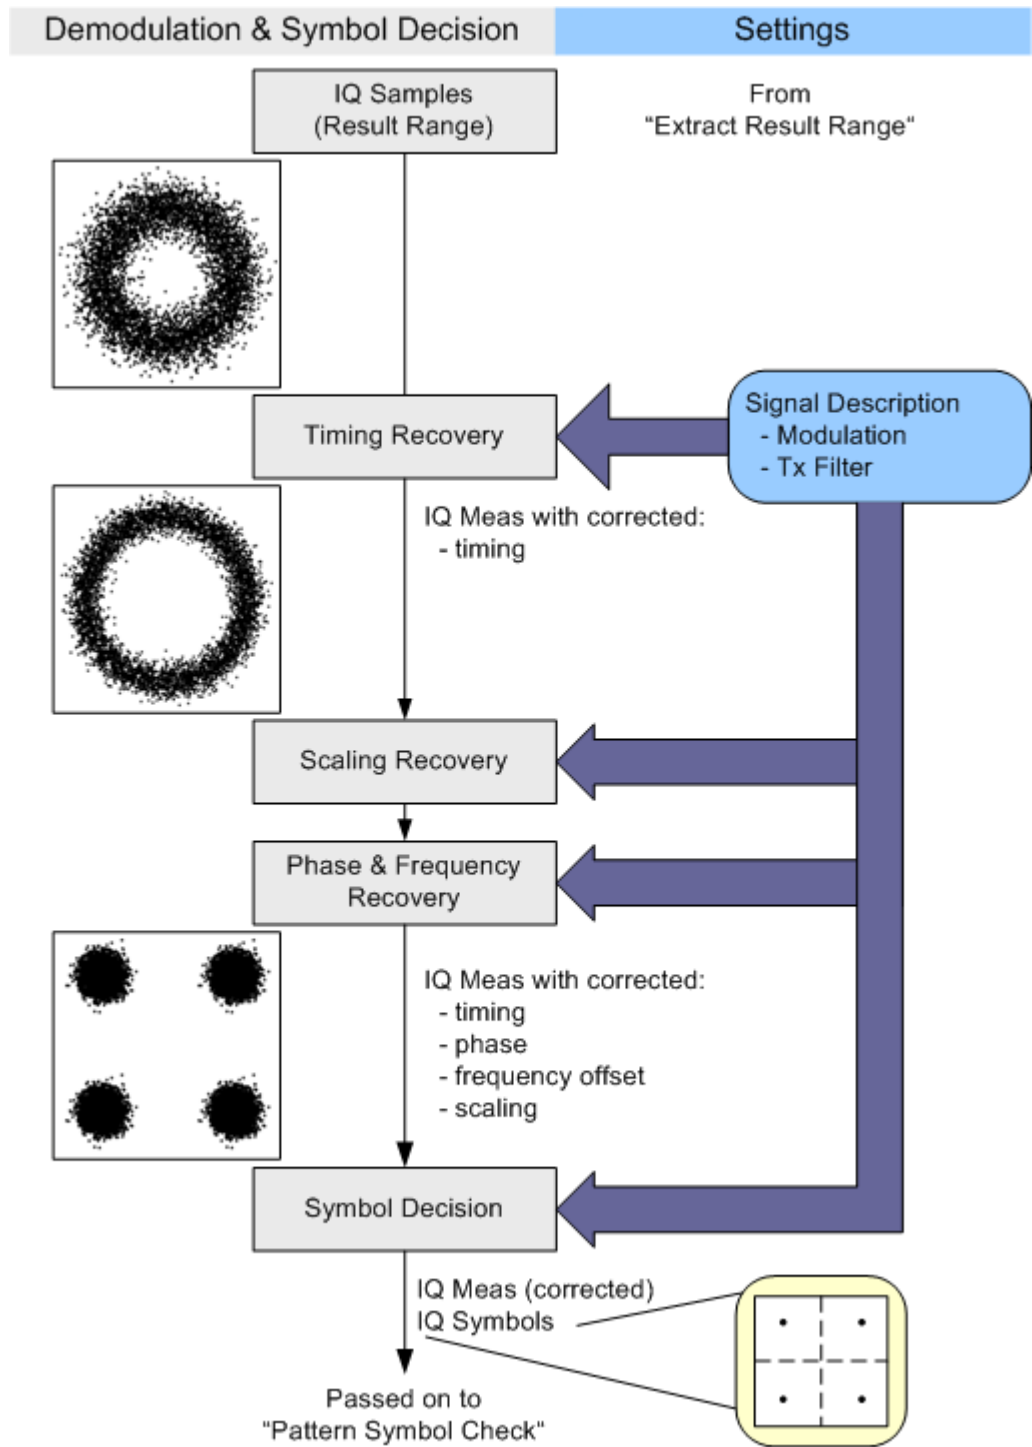 Demodulation & Symbol Decision
Settings
IQ Samples
(Result Range)
From
"Extract Result Range"
Timing Recovery
Signal Description
- Modulation
- Tx Filter
IQ Meas with corrected:
- timing
Scaling Recovery
Phase & Frequency
Recovery
IQ Meas with corrected:
- timing
- phase
- frequency offset
- scaling
Symbol Decision
IQ Meas (corrected)
IQ Symbols
Passed on to
"Pattern Symbol Check"